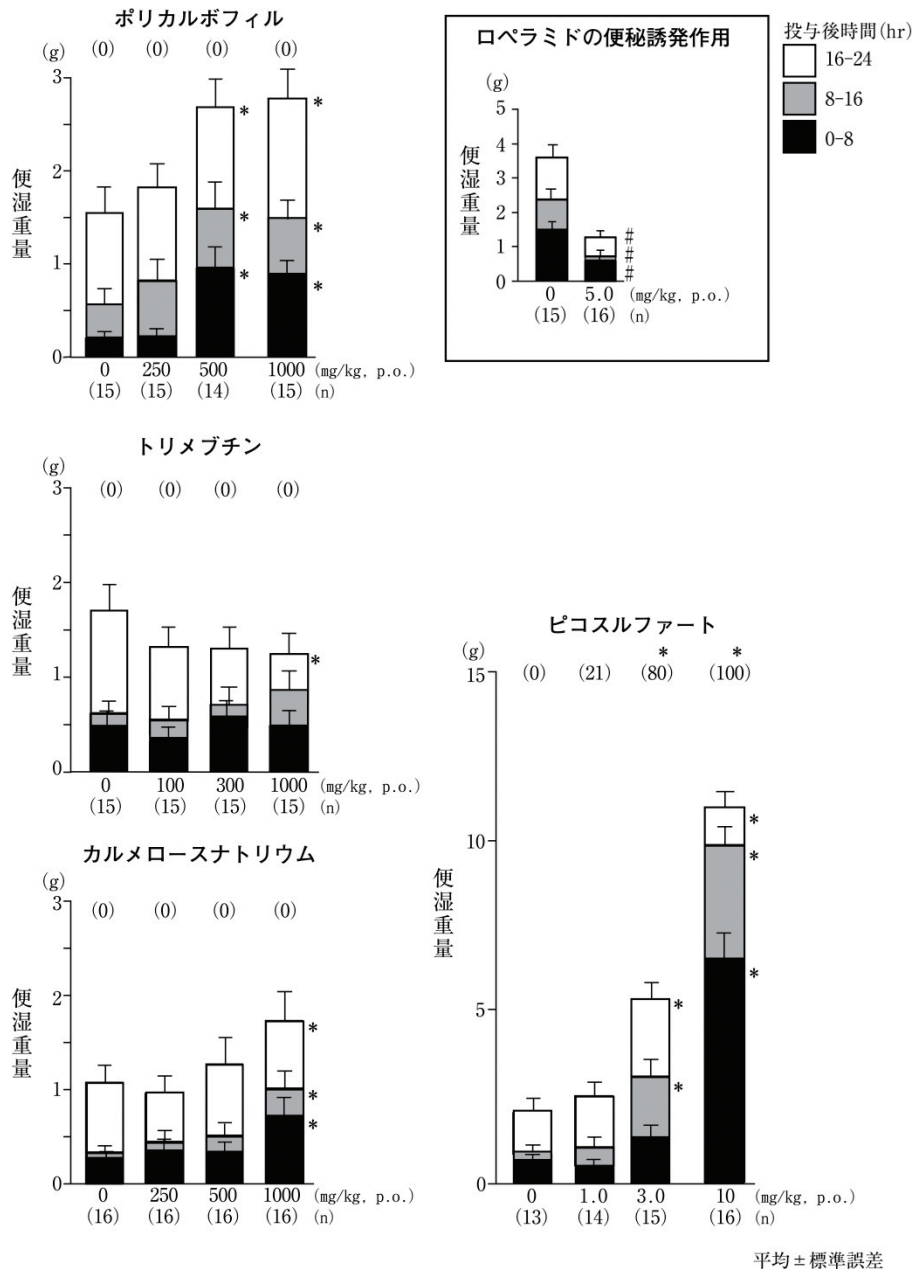 ポリカルボフィル
(g) (0) (0) (0) (0)
3
2
1
0
便湿重量
*
*
*
*
*
*
0 250 500 1000 (mg/kg, p.o.)
(15) (15) (14) (15) (n)
ロペラミドの便秘誘発作用
(g)
5
4
3
2
1
0
便湿重量
#
#
#
0 5.0 (mg/kg, p.o.)
(15) (16) (n)
投与後時間(hr)
16-24
8-16
0-8
トリメブチン
(g)
3
(0) (0) (0) (0)
2
1
0
便湿重量
*
0 100 300 1000 (mg/kg, p.o.)
(15) (15) (15) (15) (n)
カルメロースナトリウム
(g)
3
(0) (0) (0) (0)
2
1
0
便湿重量
*
*
*
0 250 500 1000 (mg/kg, p.o.)
(16) (16) (16) (16) (n)
ピコスルファート
(g) * *
15 (0) (21) (80) (100)
10
5
0
便湿重量
*
*
*
*
*
0 1.0 3.0 10 (mg/kg, p.o.)
(13) (14) (15) (16) (n)
平均±標準誤差